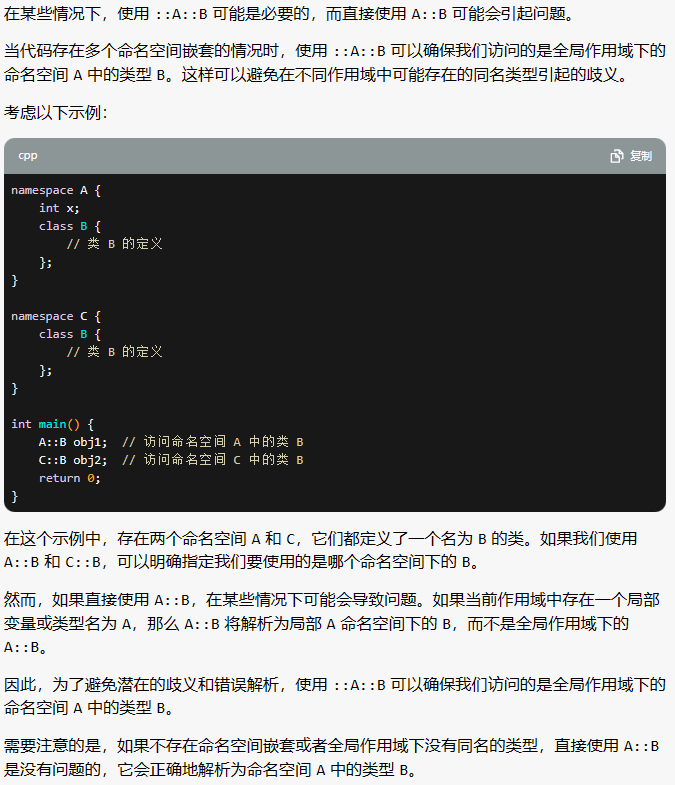 在某些情况下，使用 ::A::B 可能是必要的，而直接使用 A::B 可能会引起问题。
当代码存在多个命名空间嵌套的情况时，使用 ::A::B 可以确保我们访问的是全局作用域下的
命名空间 A 中的类型 B。这样可以避免在不同作用域中可能存在的同名类型引起的歧义。
考虑以下示例：
cpp 复制
namespace A {
    int x;
    class B {
        // 类 B 的定义
    };
}

namespace C {
    class B {
        // 类 B 的定义
    };
}

int main() {
    A::B obj1;  // 访问命名空间 A 中的类 B
    C::B obj2;  // 访问命名空间 C 中的类 B
    return 0;
}
在这个示例中，存在两个命名空间 A 和 C，它们都定义了一个名为 B 的类。如果我们使用
A::B 和 C::B，可以明确指定我们要使用的是哪个命名空间下的 B。
然而，如果直接使用 A::B，在某些情况下可能会导致问题。如果当前作用域中存在一个局部
变量或类型名为 A，那么 A::B 将解析为局部 A 命名空间下的 B，而不是全局作用域下的
A::B。
因此，为了避免潜在的歧义和错误解析，使用 ::A::B 可以确保我们访问的是全局作用域下的
命名空间 A 中的类型 B。
需要注意的是，如果不存在命名空间嵌套或者全局作用域下没有同名的类型，直接使用 A::B
是没有问题的，它会正确地解析为命名空间 A 中的类型 B。